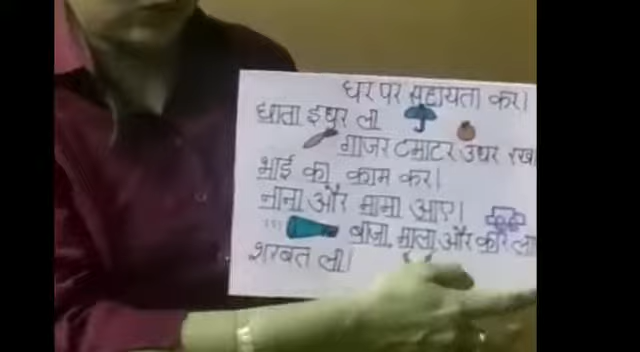 घर पर सहायता कर।
छाता इधर ला
गाजर टमाटर उधर रख।
भाई का काम कर।
नाना और मामा आए।
बाजा माला और कार ला
शरबत ला।